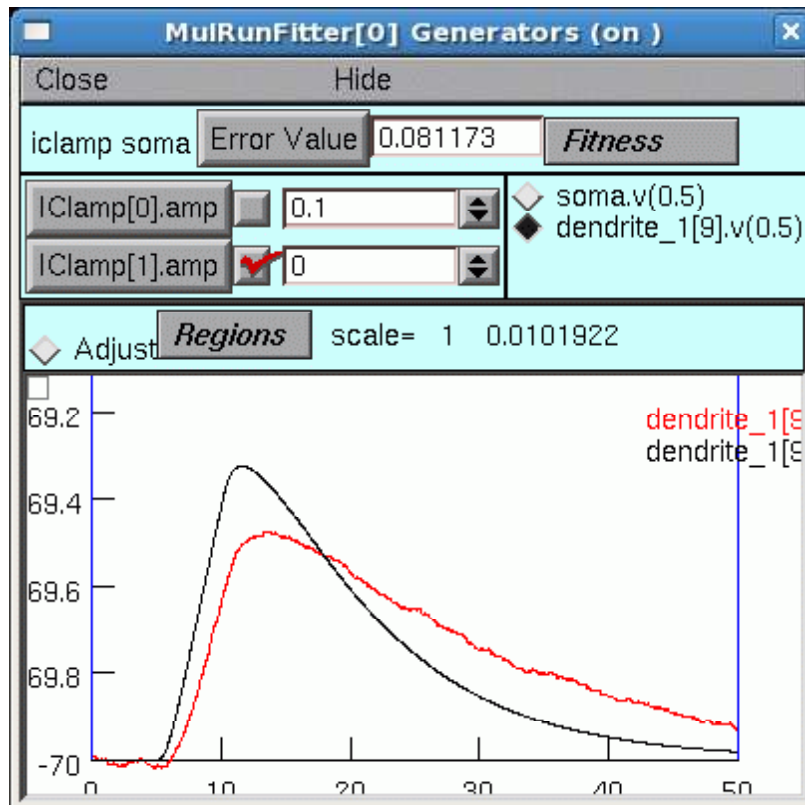 MulRunFitter[0] Generators (on )
Close Hide
iclamp soma Error Value 0.081173 Fitness
IClamp[0].amp 0.1
IClamp[1].amp 0
soma.v(0.5)
dendrite_1[9].v(0.5)
Adjust Regions scale= 1 0.0101922
69.2
dendrite_1[9
dendrite_1[9
69.4
69.6
69.8
-70
0 10 20 30 40 50